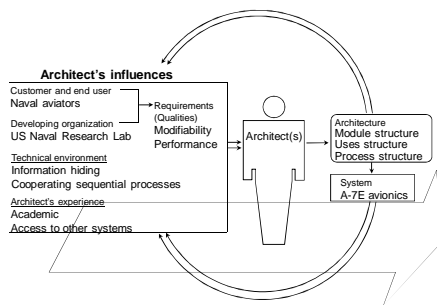 Architect's influences
Customer and end user
Naval aviators
Developing organization
US Naval Research Lab
Technical environment
Information hiding
Cooperating sequential processes
Architect's experience
Academic
Access to other systems
Requirements
(Qualities)
Modifiability
Performance
Architect(s)
Architecture
Module structure
Uses structure
Process structure
System
A-7E avionics